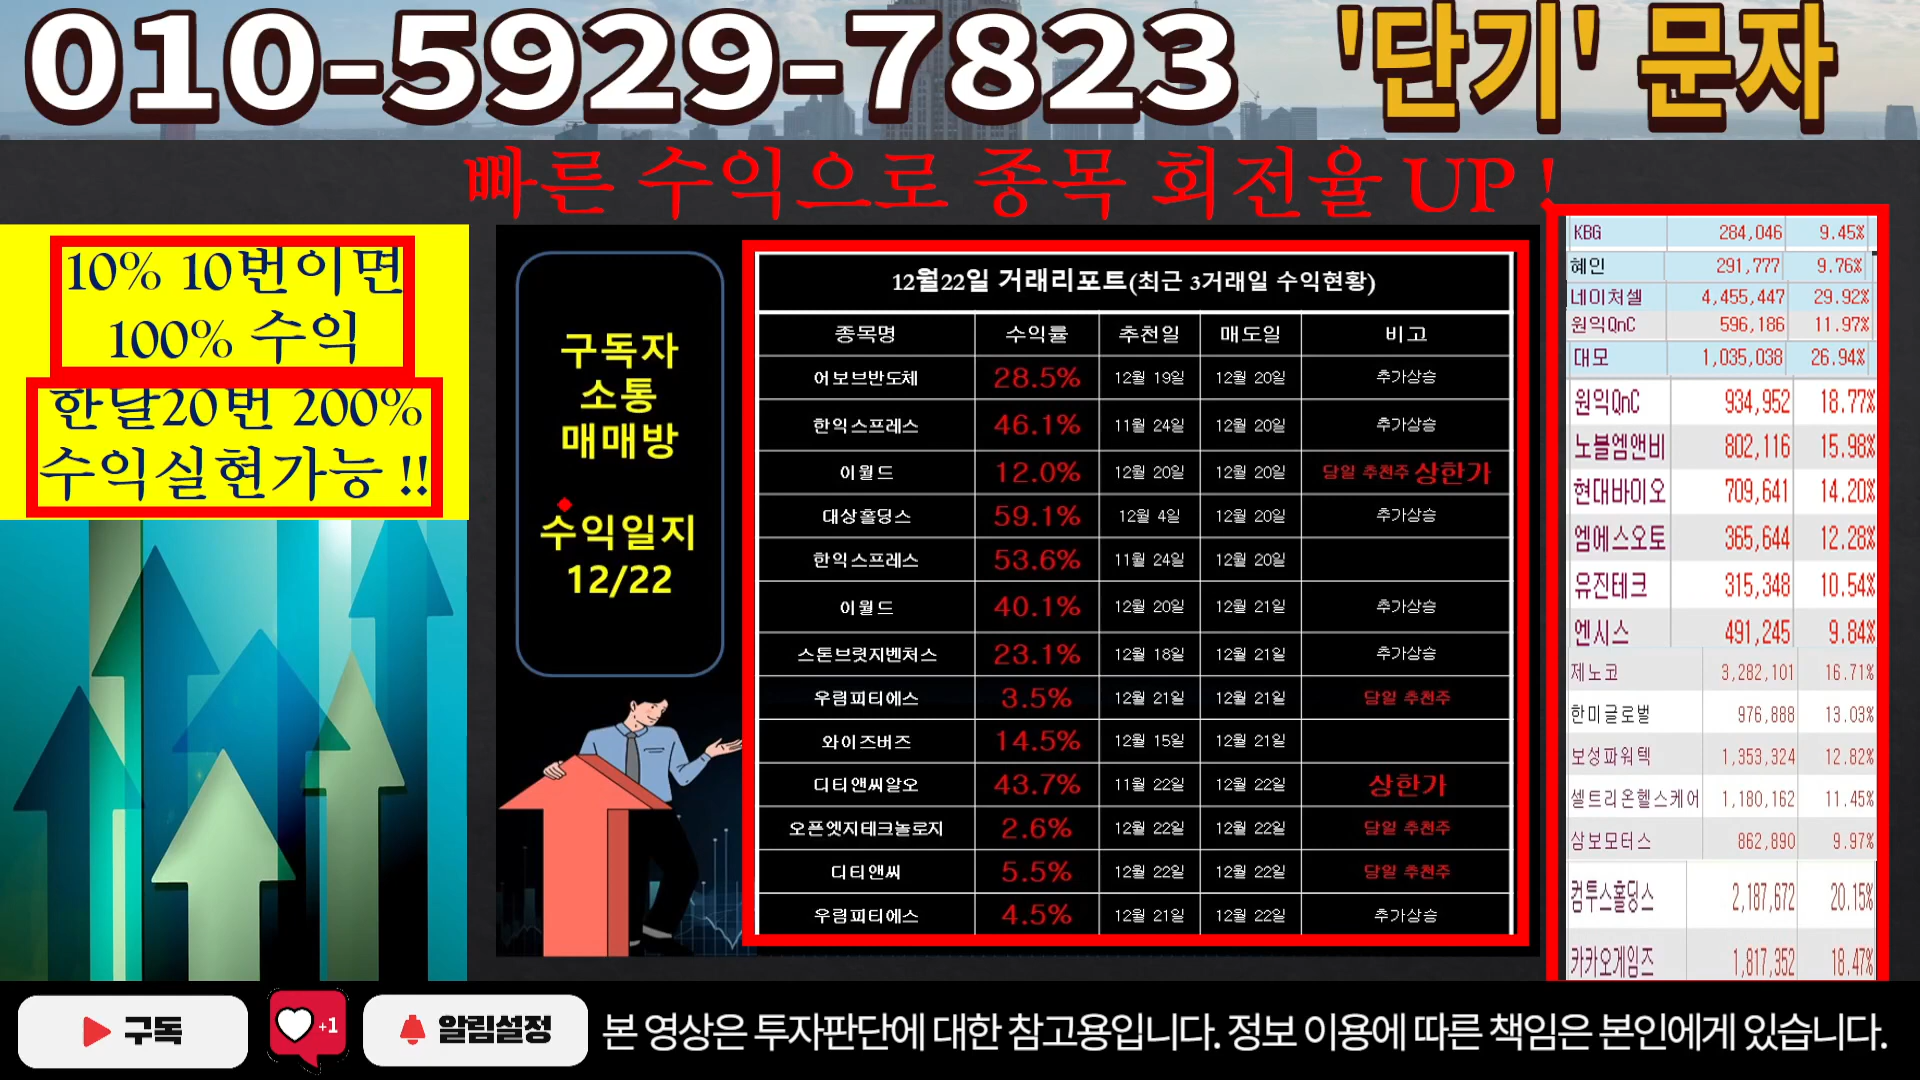 010-5929-7823 '단기' 문자
빠른 수익으로 종목 회전율 UP !
10% 10번이면
100% 수익
한달20번 200%
수익실현가능 !!
구독자
소통
매매방
수익일지
12/22
12월22일 거래리포트(최근 3거래일 수익현황)
종목명 수익률 추천일 매도일 비고
어보브반도체 28.5% 12월 19일 12월 20일 추가상승
한익스프레스 46.1% 11월 24일 12월 20일 추가상승
이월드 12.0% 12월 20일 12월 20일 당일 추천주 상한가
대상홀딩스 59.1% 12월 4일 12월 20일 추가상승
한익스프레스 53.6% 11월 24일 12월 20일
이월드 40.1% 12월 20일 12월 21일 추가상승
스톤브릿지벤처스 23.1% 12월 18일 12월 21일 추가상승
우림피티에스 3.5% 12월 21일 12월 21일 당일 추천주
와이즈버즈 14.5% 12월 15일 12월 21일
디티앤씨알오 43.7% 11월 22일 12월 22일 상한가
오픈엣지테크놀로지 2.6% 12월 22일 12월 22일 당일 추천주
디티앤씨 5.5% 12월 22일 12월 22일 당일 추천주
우림피티에스 4.5% 12월 21일 12월 22일 추가상승
KBG 284,046 9.45%
혜인 291,777 9.76%
네이처셀 4,455,447 29.92%
원익QnC 596,186 11.97%
대모 1,035,038 26.94%
원익QnC 934,952 18.77%
노블엠앤비 802,116 15.98%
현대바이오 709,641 14.20%
엠에스오토 365,644 12.28%
유진테크 315,348 10.54%
엔시스 491,245 9.84%
제노코 3,282,101 16.71%
한미글로벌 976,888 13.03%
보성파워텍 1,353,324 12.82%
셀트리온헬스케어 1,180,162 11.45%
상보모터스 862,890 9.97%
컴투스홀딩스 2,187,672 20.15%
카카오게임즈 1,817,352 18.47%
구독
+1
알림설정
본 영상은 투자판단에 대한 참고용입니다. 정보 이용에 따른 책임은 본인에게 있습니다.